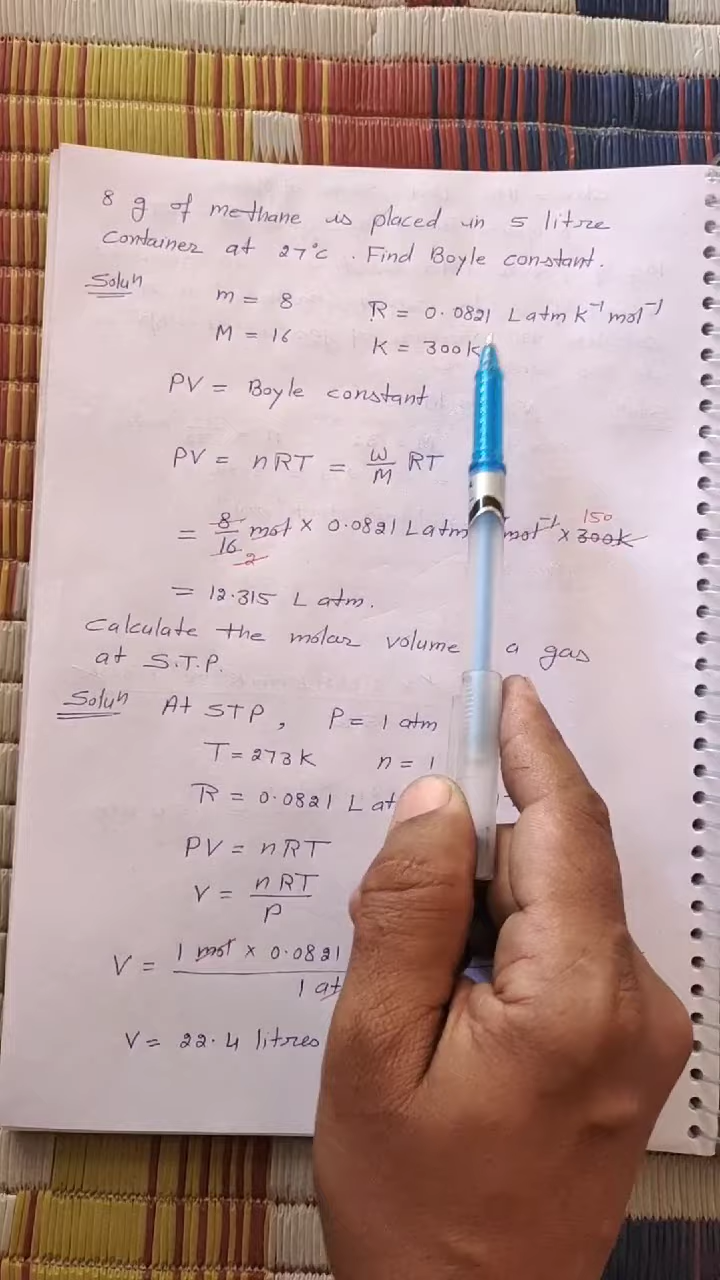 8 g of methane is placed in 5 litre
container at 27°C. Find Boyle constant.
Solun
m = 8 R = 0.0821 L atm K⁻¹ mol⁻¹
M = 16 K = 300K
PV = Boyle constant
PV = nRT = w/M RT
= 8/16 mol × 0.0821 L atm mol⁻¹ × 300K
2 150
= 12.315 L atm.
Calculate the molar volume a gas
at S.T.P.
Solun At STP, P = 1 atm
T = 273K n = 1
R = 0.0821 L at
PV = nRT
V = nRT/P
V = 1 mol × 0.0821
1 at
V = 22.4 litres